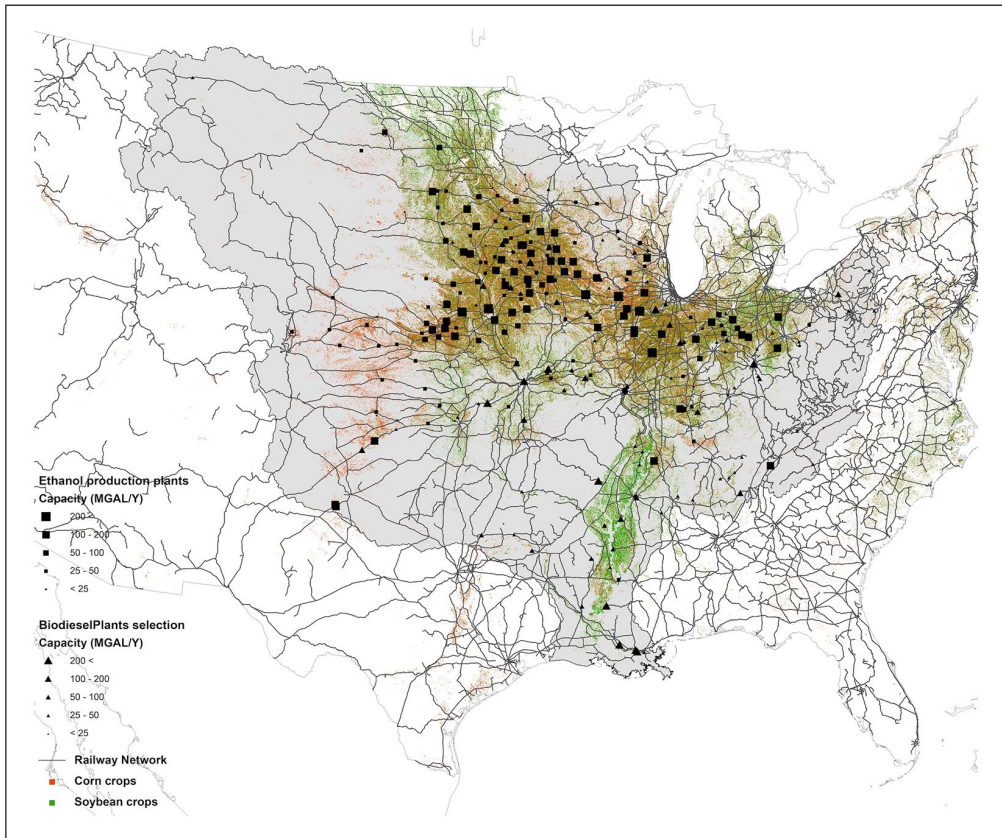 Ethanol production plants
Capacity (MGAL/Y)
200 <
100 - 200
50 - 100
25 - 50
< 25
BiodieselPlants selection
Capacity (MGAL/Y)
200 <
100 - 200
50 - 100
25 - 50
< 25
Railway Network
Corn crops
Soybean crops